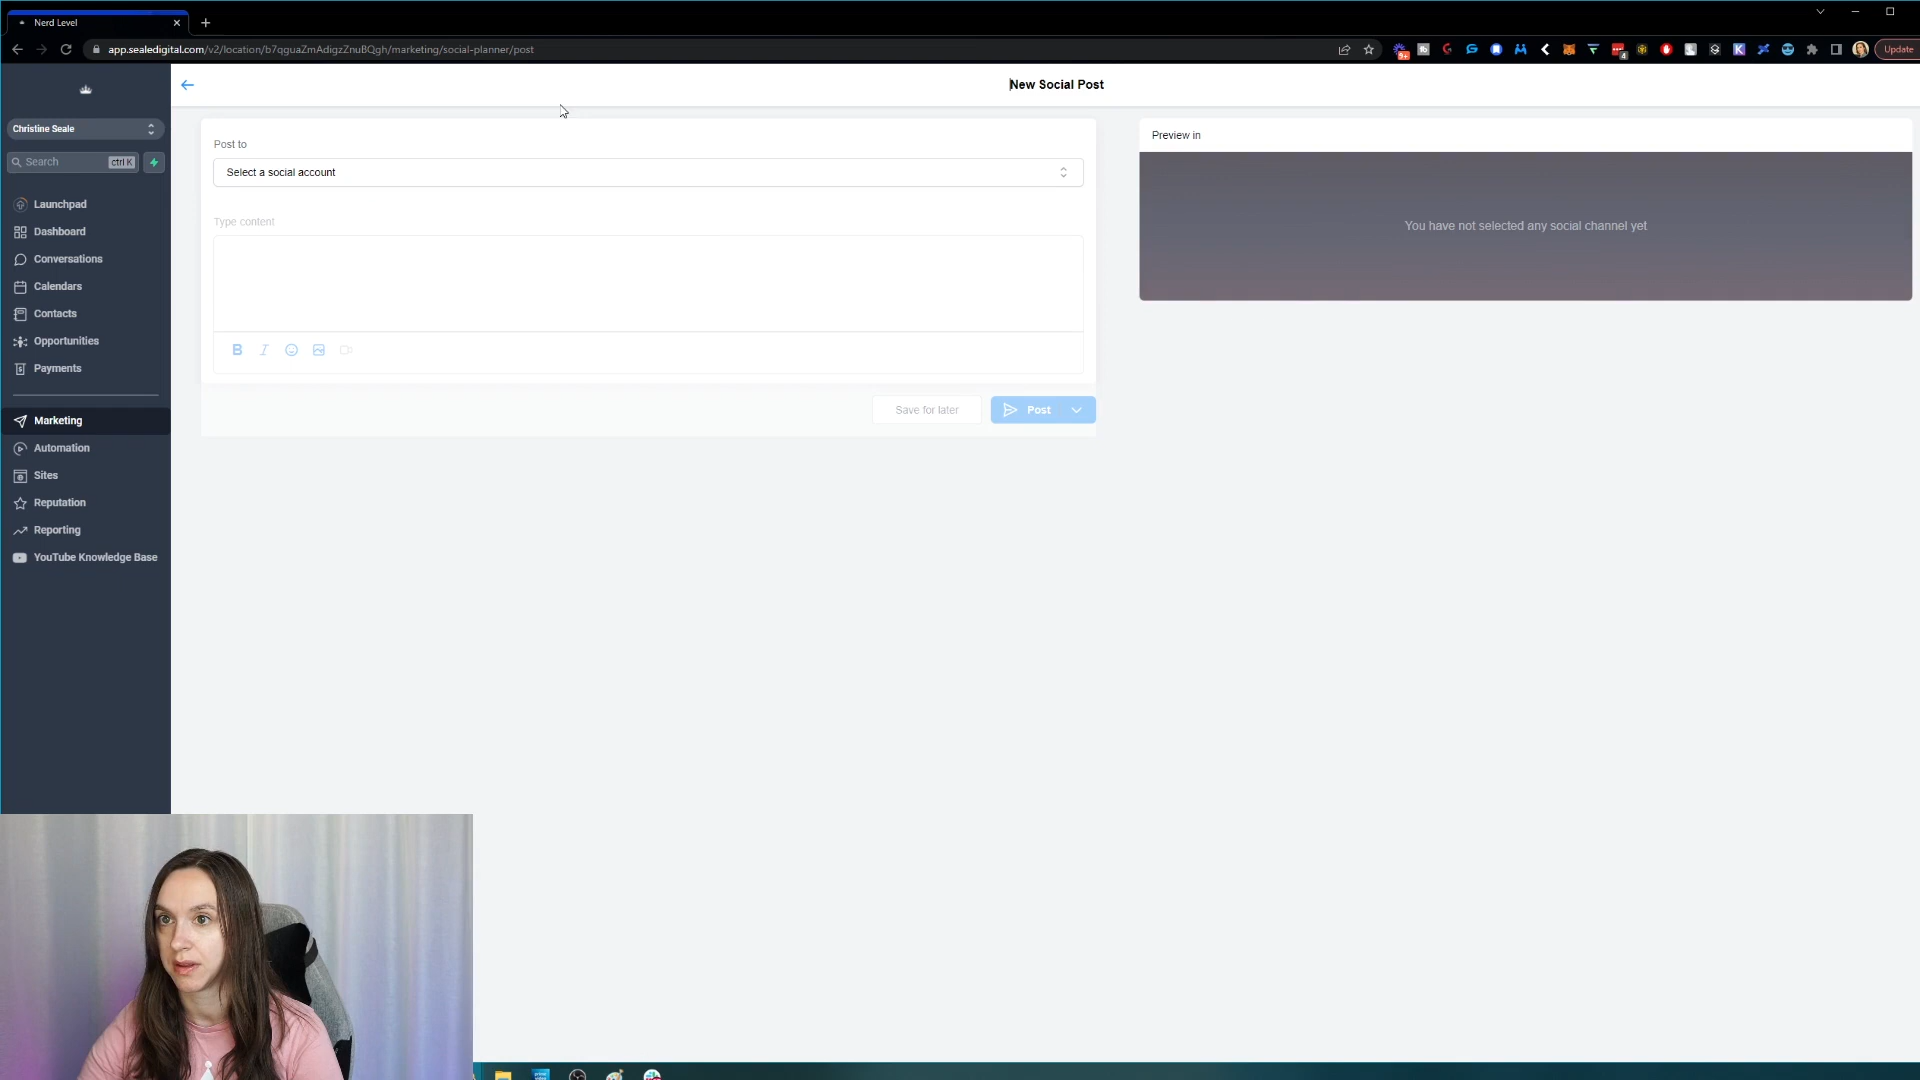 Nerd Level
app.sealedigital.com/v2/location/b7qguaZmAdigzZnuBQgh/marketing/social-planner/post
Update
New Social Post
Christine Seale
Search
ctrl K
Launchpad
Dashboard
Conversations
Calendars
Contacts
Opportunities
Payments
Marketing
Automation
Sites
Reputation
Reporting
YouTube Knowledge Base
Post to
Select a social account
Type content
B I
Save for later
Post
Preview in
You have not selected any social channel yet